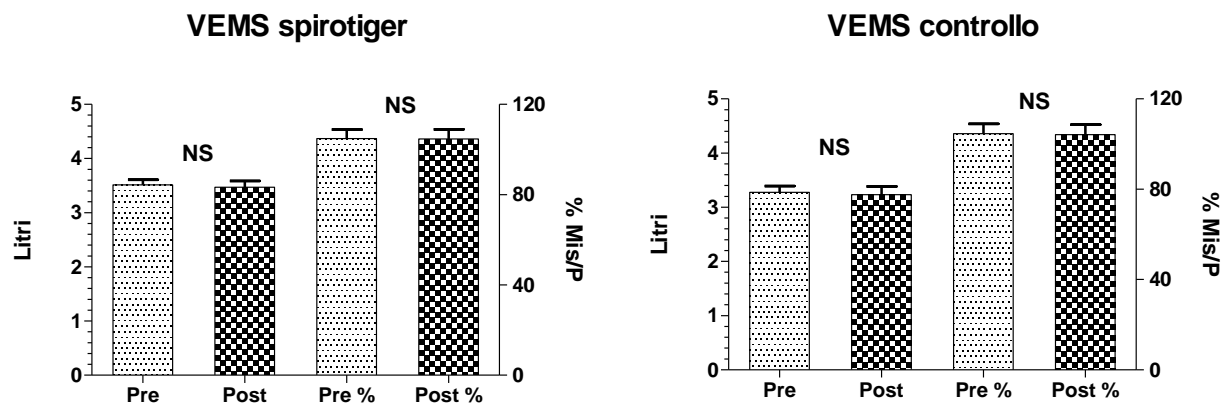 VEMS spirotiger
NS
NS
Litri
5
4
3
2
1
0
120
80
40
0
% Mis/P
Pre
Post
Pre %
Post %
VEMS controllo
NS
NS
Litri
5
4
3
2
1
0
120
80
40
0
% Mis/P
Pre
Post
Pre %
Post %